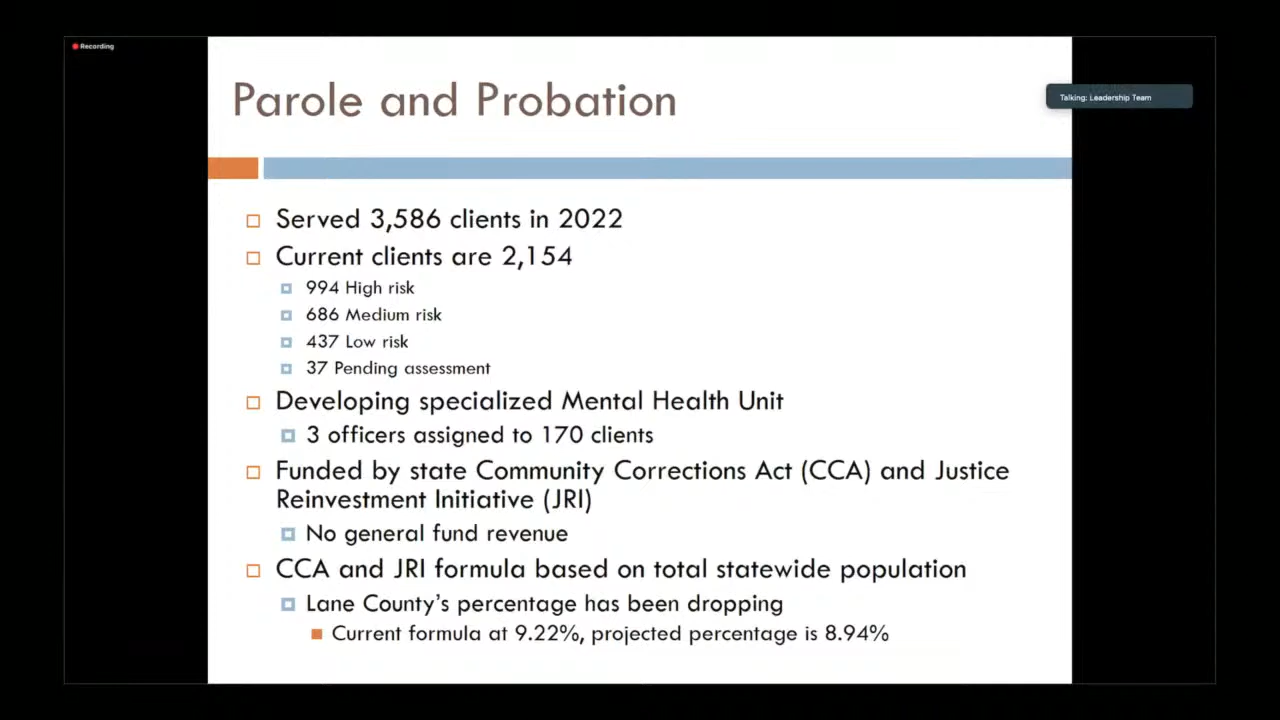 Recording
Parole and Probation
Talking: Leadership Team
Served 3,586 clients in 2022
Current clients are 2,154
994 High risk
686 Medium risk
437 Low risk
37 Pending assessment
Developing specialized Mental Health Unit
3 officers assigned to 170 clients
Funded by state Community Corrections Act (CCA) and Justice
Reinvestment Initiative (JRI)
No general fund revenue
CCA and JRI formula based on total statewide population
Lane County's percentage has been dropping
Current formula at 9.22%, projected percentage is 8.94%